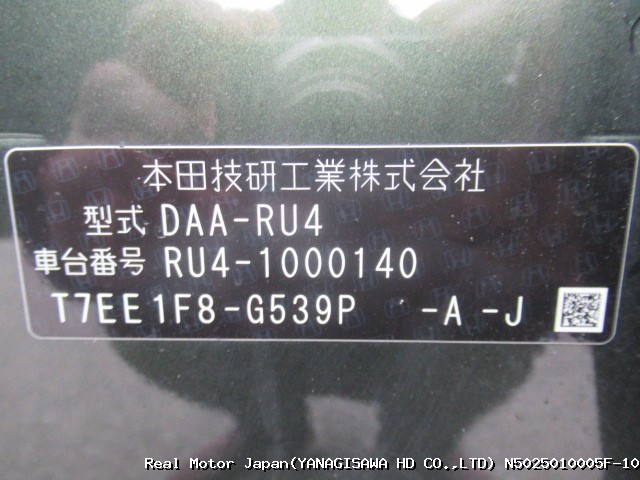 本田技研工業株式会社
型式 DAA-RU4
車台番号 RU4-1000140
T7EE1F8-G539P -A -J
Real Motor Japan(YANAGISAWA HD CO.,LTD) N5025010005F-10